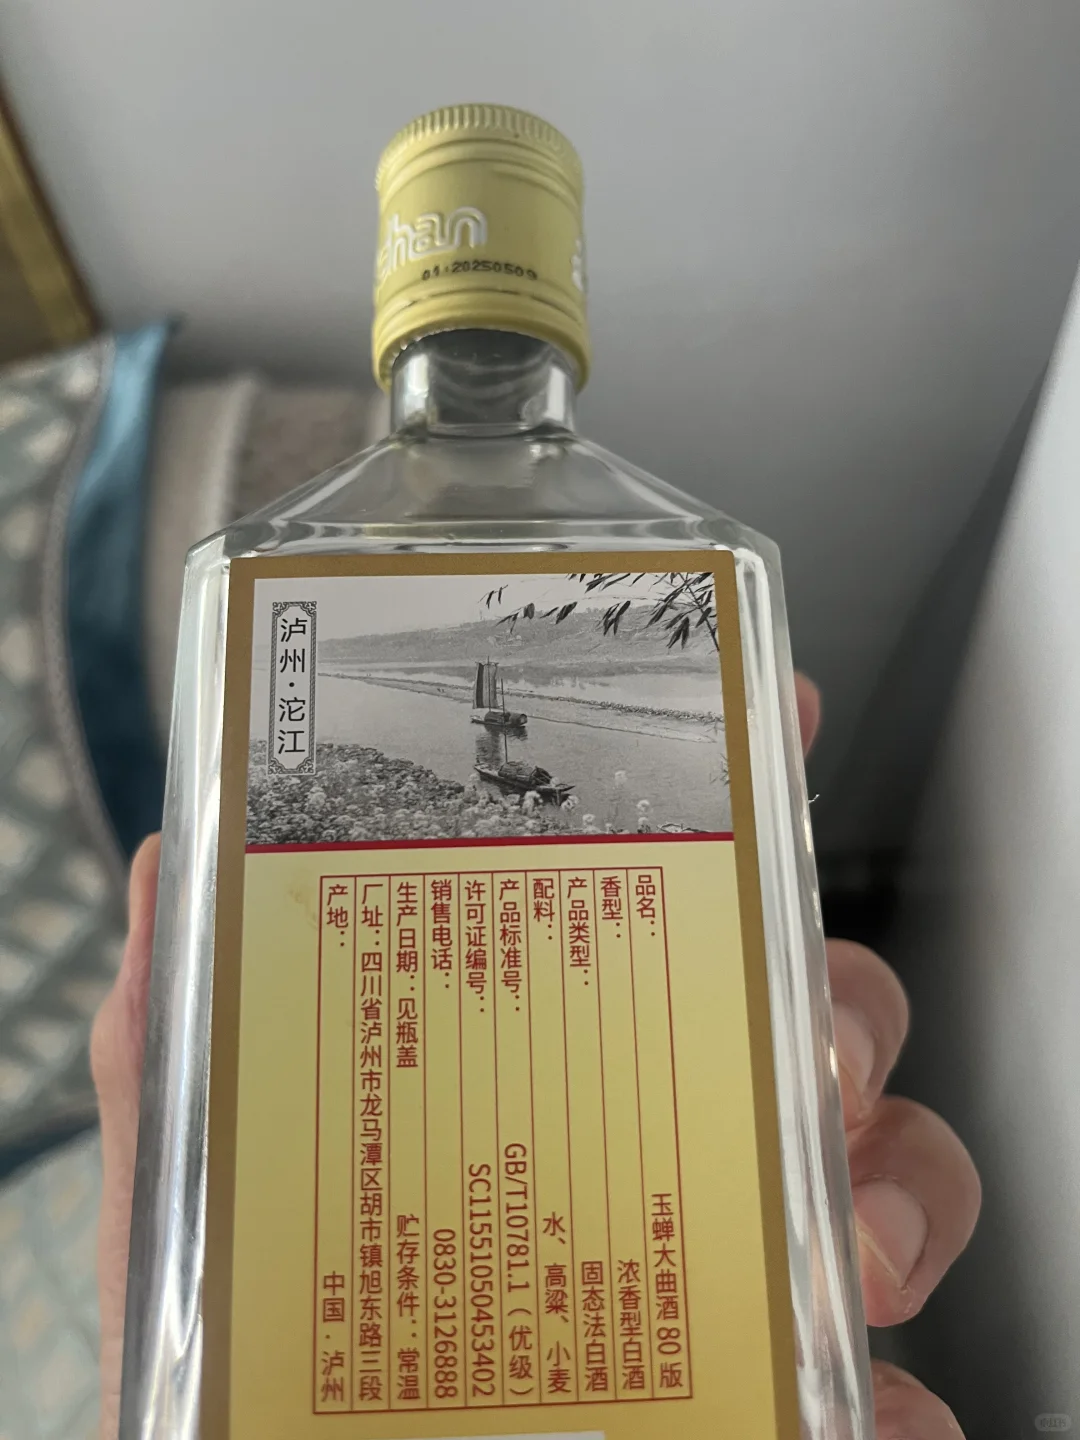 chan
01:20250509
泸州·沱江
品名：玉蝉大曲酒 80 版
香型：浓香型白酒
产品类型：固态法白酒
配料：水、高粱、小麦
产品标准号：GB/T10781.1（优级）
许可证编号：SC11551050453402
销售电话：0830-3126888
生产日期：见瓶盖 贮存条件：常温
厂址：四川省泸州市龙马潭区胡市镇旭东路三段
产地：中国·泸州